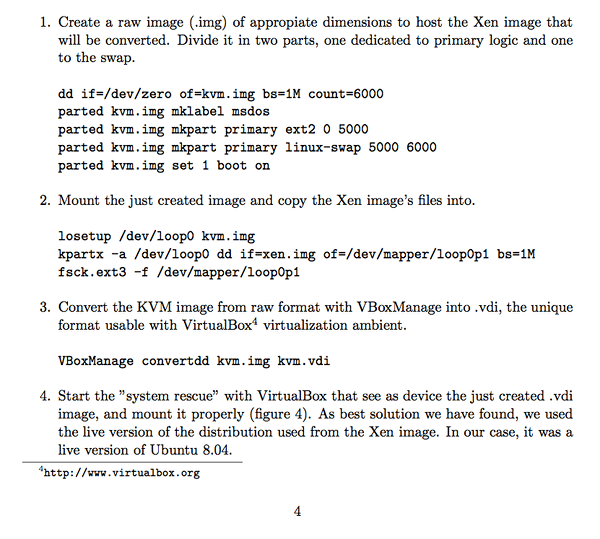 1. Create a raw image (.img) of appropiate dimensions to host the Xen image that
will be converted. Divide it in two parts, one dedicated to primary logic and one
to the swap.
dd if=/dev/zero of=kvm.img bs=1M count=6000
parted kvm.img mklabel msdos
parted kvm.img mkpart primary ext2 0 5000
parted kvm.img mkpart primary linux-swap 5000 6000
parted kvm.img set 1 boot on
2. Mount the just created image and copy the Xen image's files into.
losetup /dev/loop0 kvm.img
kpartx -a /dev/loop0 dd if=xen.img of=/dev/mapper/loop0p1 bs=1M
fsck.ext3 -f /dev/mapper/loop0p1
3. Convert the KVM image from raw format with VBoxManage into .vdi, the unique
format usable with VirtualBox4 virtualization ambient.
VBoxManage convertdd kvm.img kvm.vdi
4. Start the ”system rescue” with VirtualBox that see as device the just created .vdi
image, and mount it properly (figure 4). As best solution we have found, we used
the live version of the distribution used from the Xen image. In our case, it was a
live version of Ubuntu 8.04.
4http://www.virtualbox.org
4